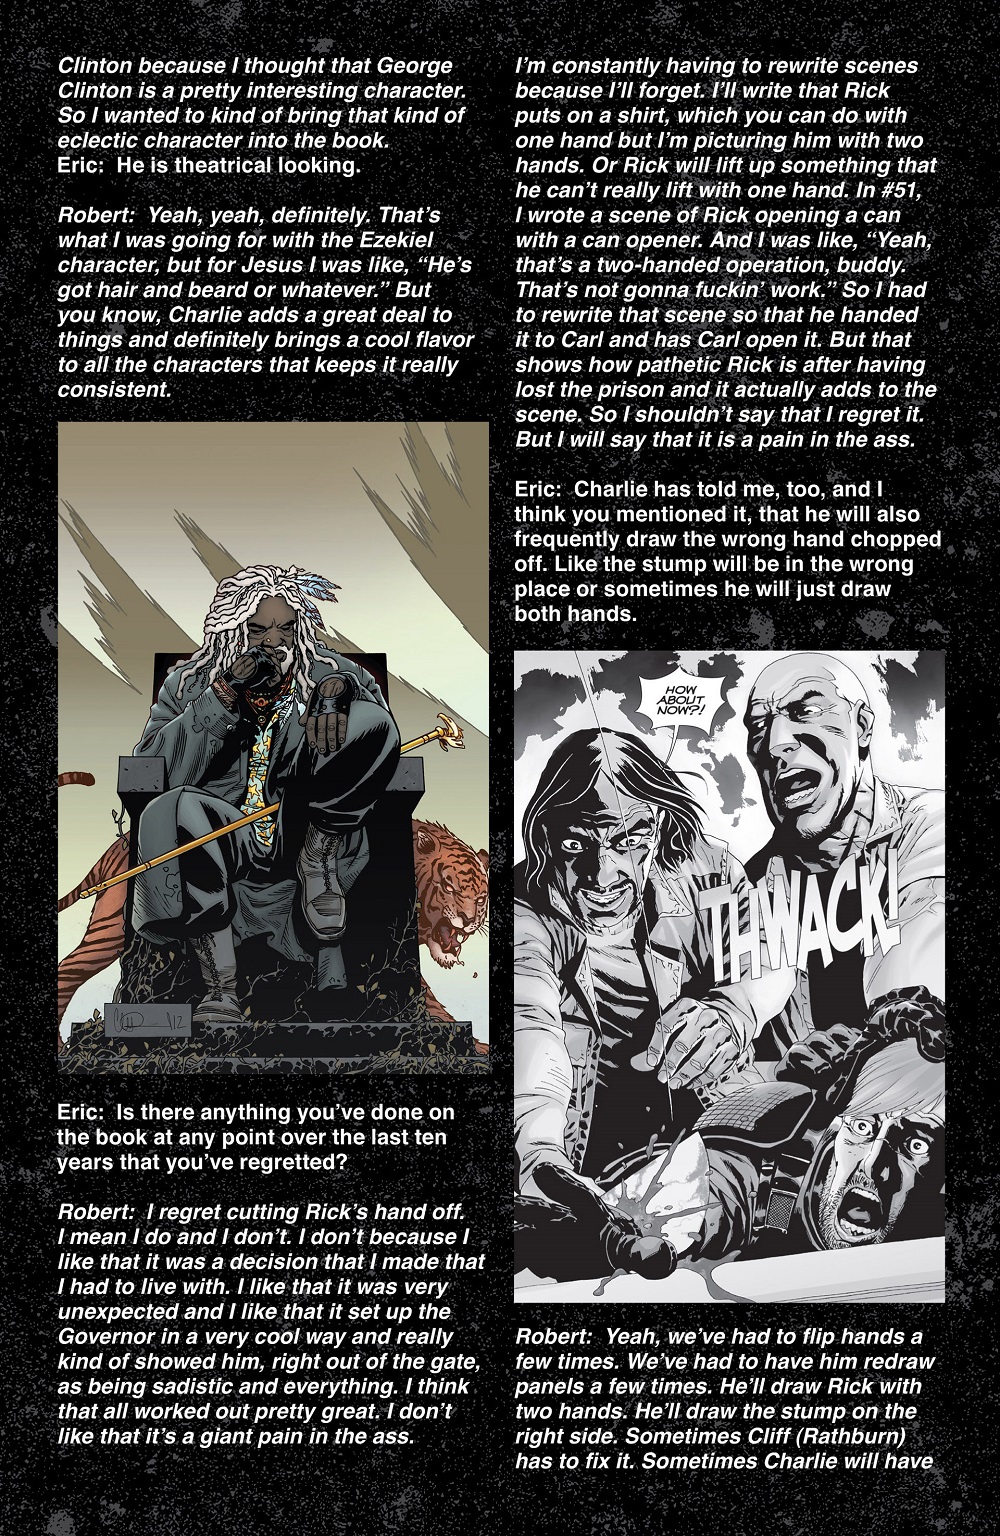 Clinton because I thought that George
Clinton is a pretty interesting character.
So I wanted to kind of bring that kind of
eclectic character into the book.
Eric:  He is theatrical looking.
Robert:  Yeah, yeah, definitely. That's
what I was going for with the Ezekiel
character, but for Jesus I was like, “He's
got hair and beard or whatever.” But
you know, Charlie adds a great deal to
things and definitely brings a cool flavor
to all the characters that keeps it really
consistent.
'12
Eric:  Is there anything you've done on
the book at any point over the last ten
years that you've regretted?
Robert:  I regret cutting Rick's hand off.
I mean I do and I don't. I don't because I
like that it was a decision that I made that
I had to live with. I like that it was very
unexpected and I like that it set up the
Governor in a very cool way and really
kind of showed him, right out of the gate,
as being sadistic and everything. I think
that all worked out pretty great. I don't
like that it's a giant pain in the ass.
I'm constantly having to rewrite scenes
because I'll forget. I'll write that Rick
puts on a shirt, which you can do with
one hand but I'm picturing him with two
hands. Or Rick will lift up something that
he can't really lift with one hand. In #51,
I wrote a scene of Rick opening a can
with a can opener. And I was like, “Yeah,
that's a two-handed operation, buddy.
That's not gonna fuckin' work.” So I had
to rewrite that scene so that he handed
it to Carl and has Carl open it. But that
shows how pathetic Rick is after having
lost the prison and it actually adds to the
scene. So I shouldn't say that I regret it.
But I will say that it is a pain in the ass.
Eric:  Charlie has told me, too, and I
think you mentioned it, that he will also
frequently draw the wrong hand chopped
off. Like the stump will be in the wrong
place or sometimes he will just draw
both hands.
HOW
ABOUT
NOW?!
THWACK!
Robert:  Yeah, we've had to flip hands a
few times. We've had to have him redraw
panels a few times. He'll draw Rick with
two hands. He'll draw the stump on the
right side. Sometimes Cliff (Rathburn)
has to fix it. Sometimes Charlie will have